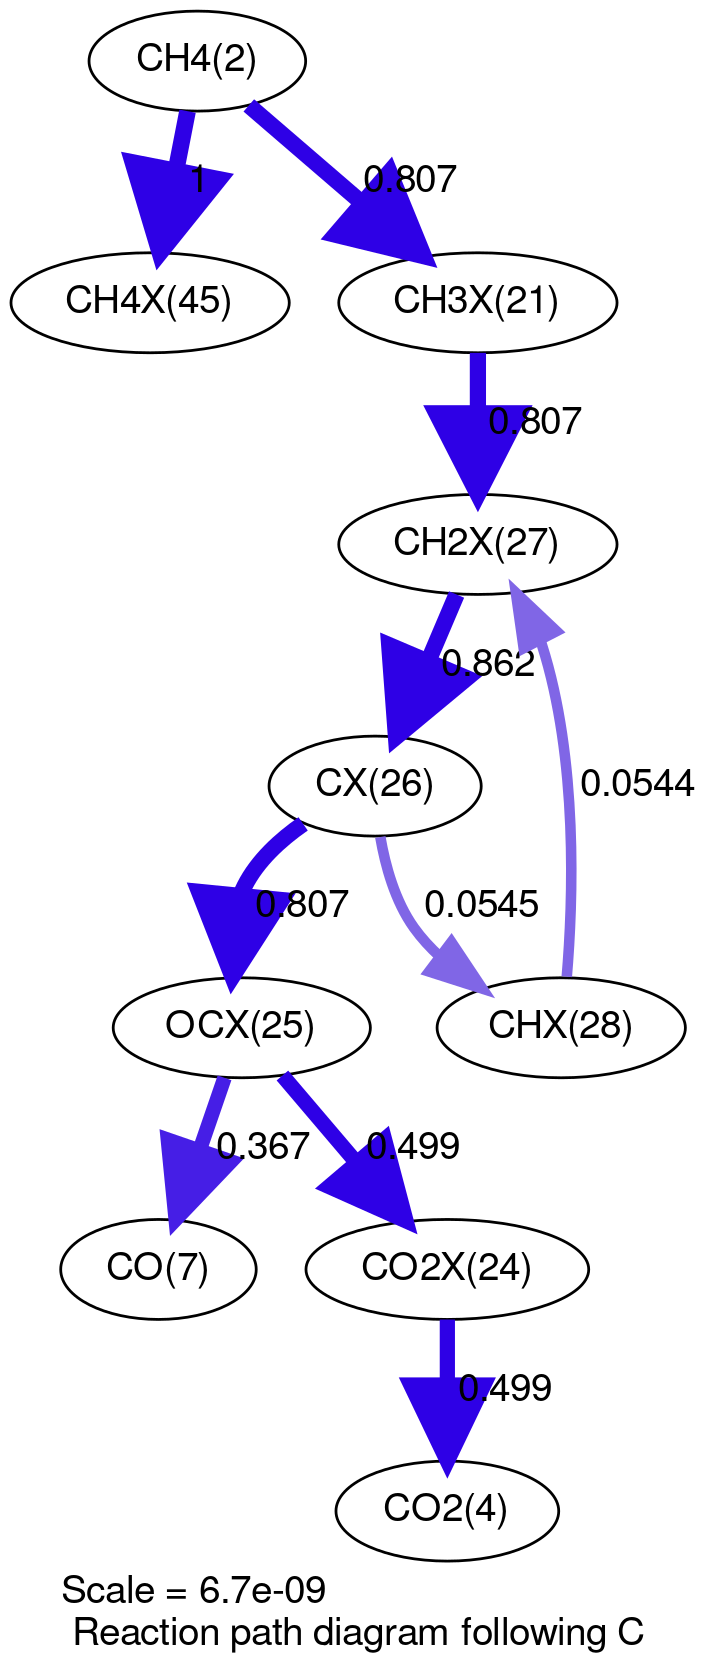 CH4(2)
1
0.807
CH4X(45)
CH3X(21)
0.807
CH2X(27)
0.862
CX(26)
0.0544
0.807
0.0545
OCX(25)
CHX(28)
0.367
0.499
CO(7)
CO2X(24)
0.499
CO2(4)
Scale = 6.7e-09
Reaction path diagram following C